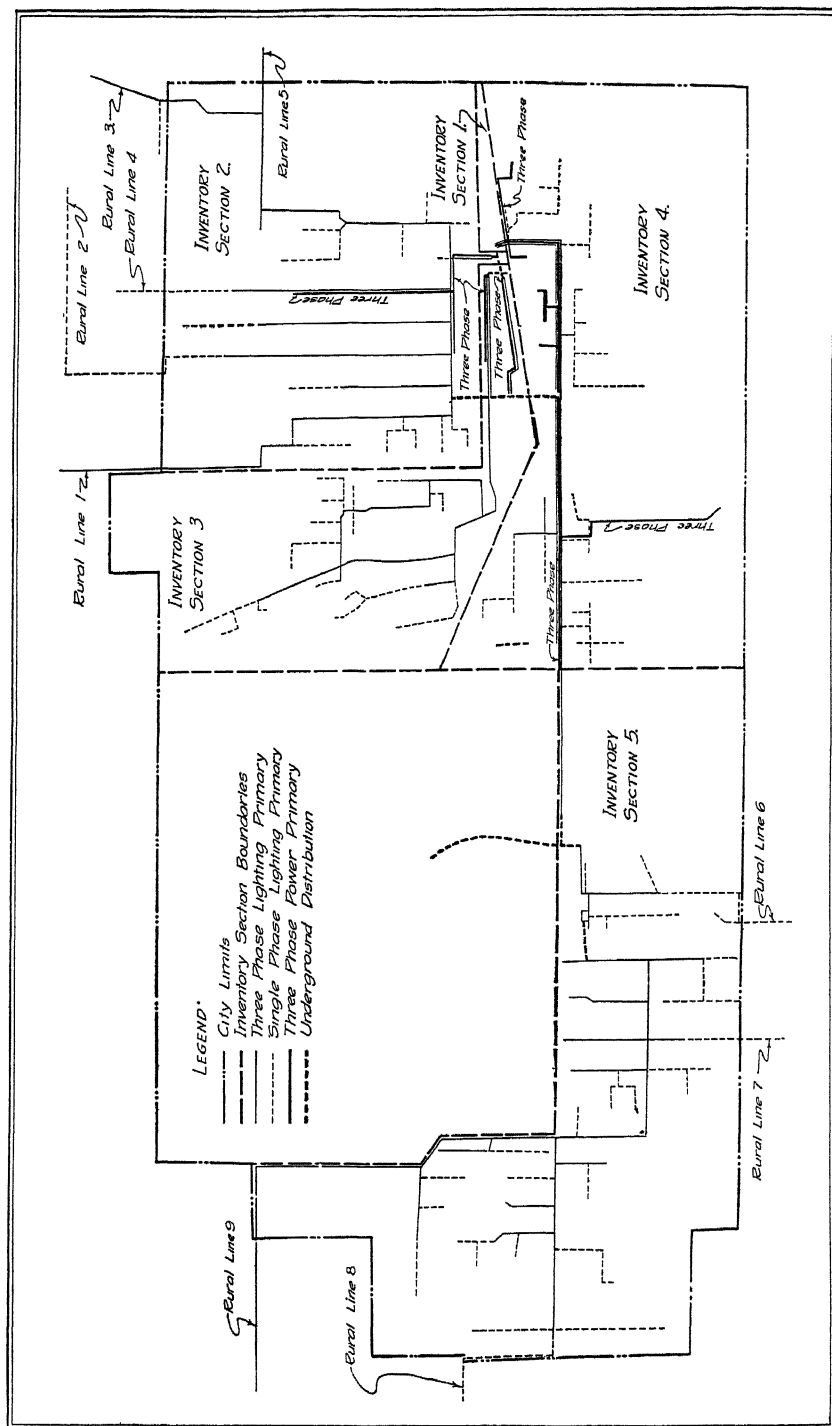 Rural Line 1
Rural Line 2
Rural Line 3
Rural Line 4
Rural Line 5
INVENTORY
SECTION 2.
INVENTORY
SECTION 1.
INVENTORY
SECTION 3
INVENTORY
SECTION 4.
INVENTORY
SECTION 5.
Three Phase
Three Phase
Three Phase
Three Phase
Three Phase
Three Phase
LEGEND
City Limits
Inventory Section Boundaries
Three Phase Lighting Primary
Single Phase Lighting Primary
Three Phase Power Primary
Underground Distribution
Rural Line 6
Rural Line 7
Rural Line 8
Rural Line 9